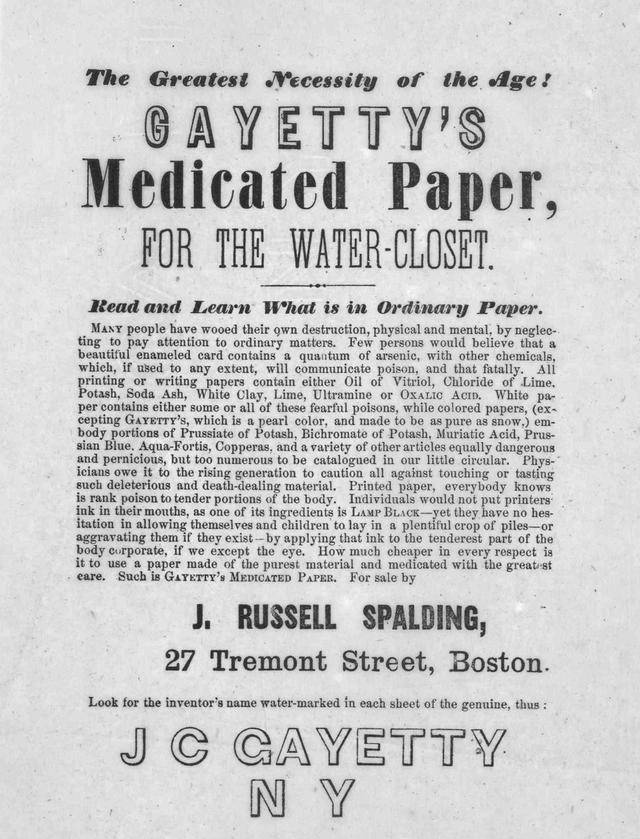 The Greatest Necessity of the Age!
GAYETTY'S
Medicated Paper,
FOR THE WATER-CLOSET.
Read and Learn What is in Ordinary Paper.
MANY people have wooed their own destruction, physical and mental, by neglec-
ting to pay attention to ordinary matters. Few persons would believe that a
beautiful enameled card contains a quantum of arsenic, with other chemicals,
which, if used to any extent, will communicate poison, and that fatally. All
printing or writing papers contain either Oil of Vitriol, Chloride of Lime.
Potash, Soda Ash, White Clay, Lime, Ultramine or OXALIC ACID. White pa-
per contains either some or all of these fearful poisons, while colored papers, (ex-
cepting GAYETTY'S, which is a pearl color, and made to be as pure as snow,) em-
body portions of Prussiate of Potash, Bichromate of Potash, Muriatic Acid, Prus-
sian Blue. Aqua-Fortis, Copperas, and a variety of other articles equally dangerous
and pernicious, but too numerous to be catalogued in our little circular. Phys-
icians owe it to the rising generation to caution all against touching or tasting
such deleterious and death-dealing material. Printed paper, everybody knows
is rank poison to tender portions of the body. Individuals would not put printers'
ink in their mouths, as one of its ingredients is LAMP BLACK—yet they have no hes-
itation in allowing themselves and children to lay in a plentiful crop of piles—or
aggravating them if they exist—by applying that ink to the tenderest part of the
body corporate, if we except the eye. How much cheaper in every respect is
it to use a paper made of the purest material and medicated with the greatest
care. Such is GAYETTY'S MEDICATED PAPER. For sale by
J. RUSSELL SPALDING,
27 Tremont Street, Boston.
Look for the inventor's name water-marked in each sheet of the genuine, thus :
J C GAYETTY
N Y